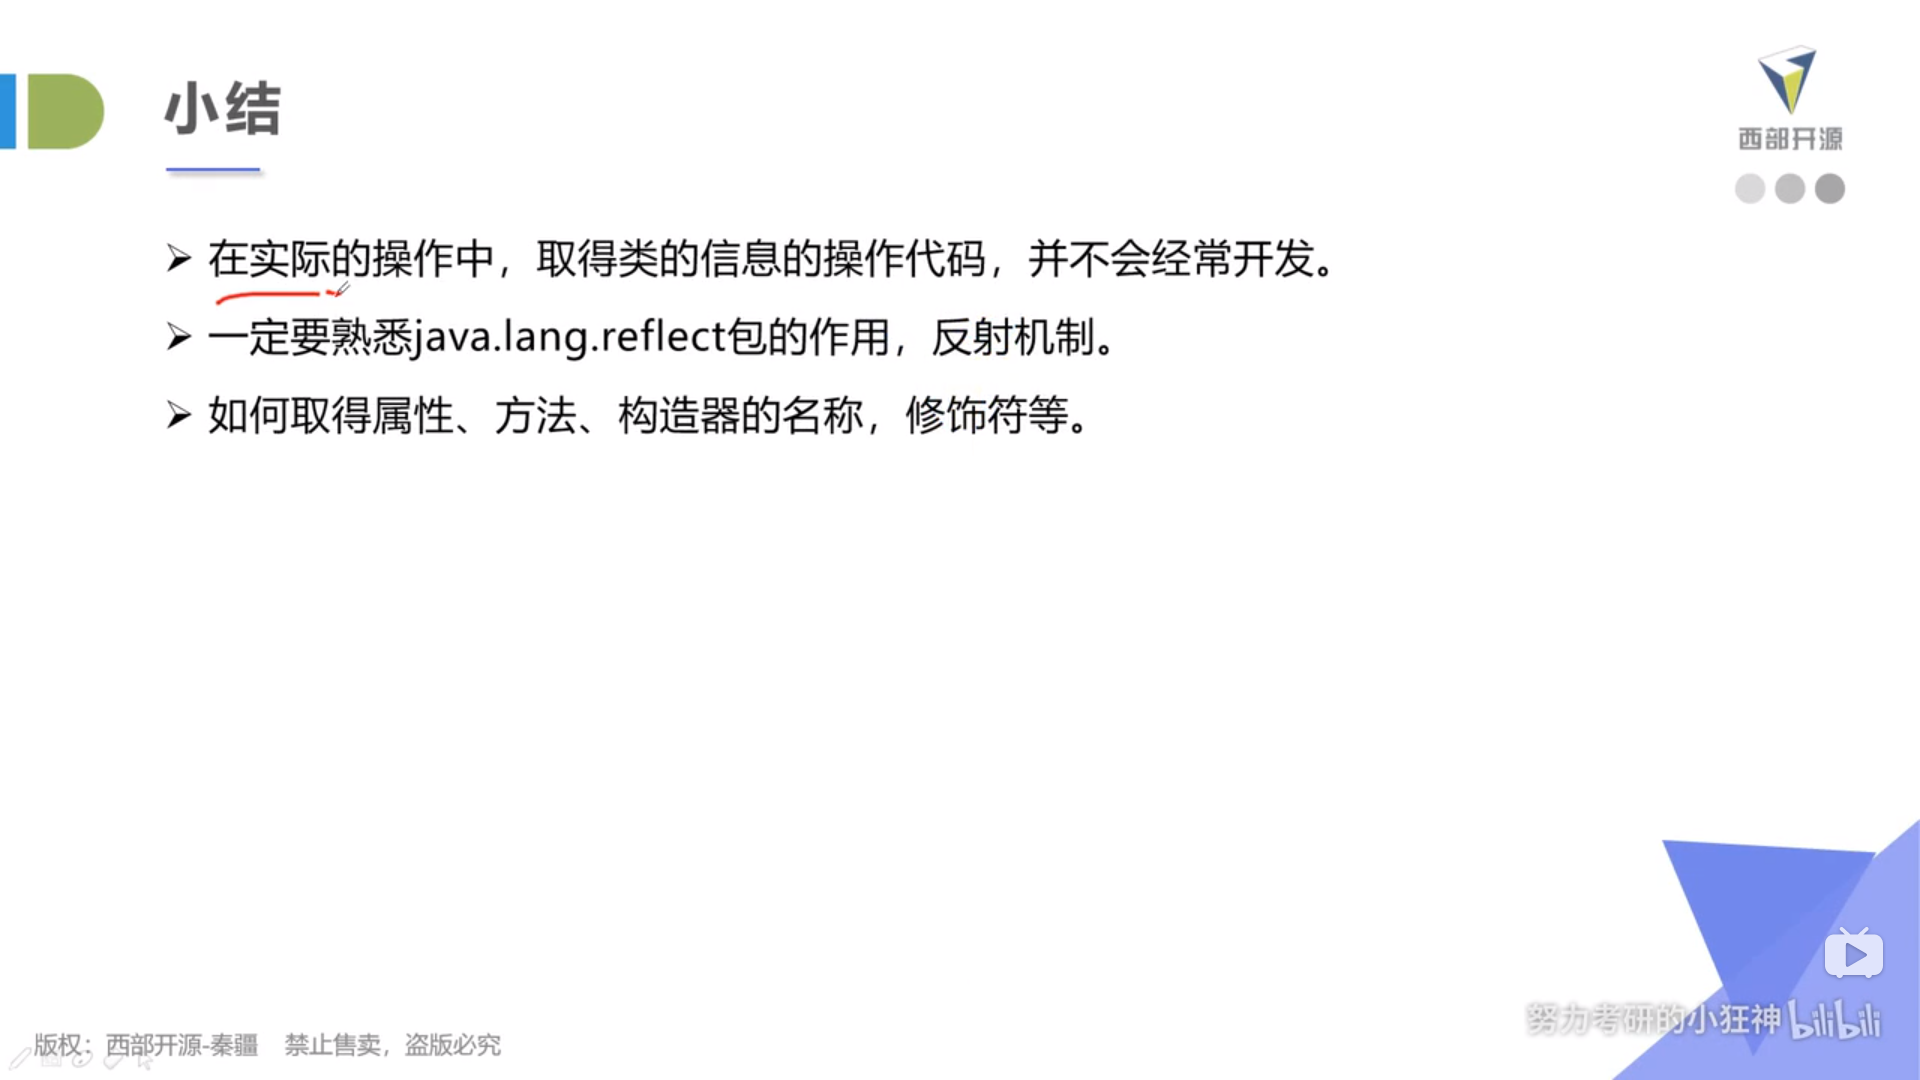 小结
西部开源
在实际的操作中，取得类的信息的操作代码，并不会经常开发。
一定要熟悉java.lang.reflect包的作用，反射机制。
如何取得属性、方法、构造器的名称，修饰符等。
努力考研的小狂神 bilibili
版权：西部开源-秦疆 禁止售卖，盗版必究